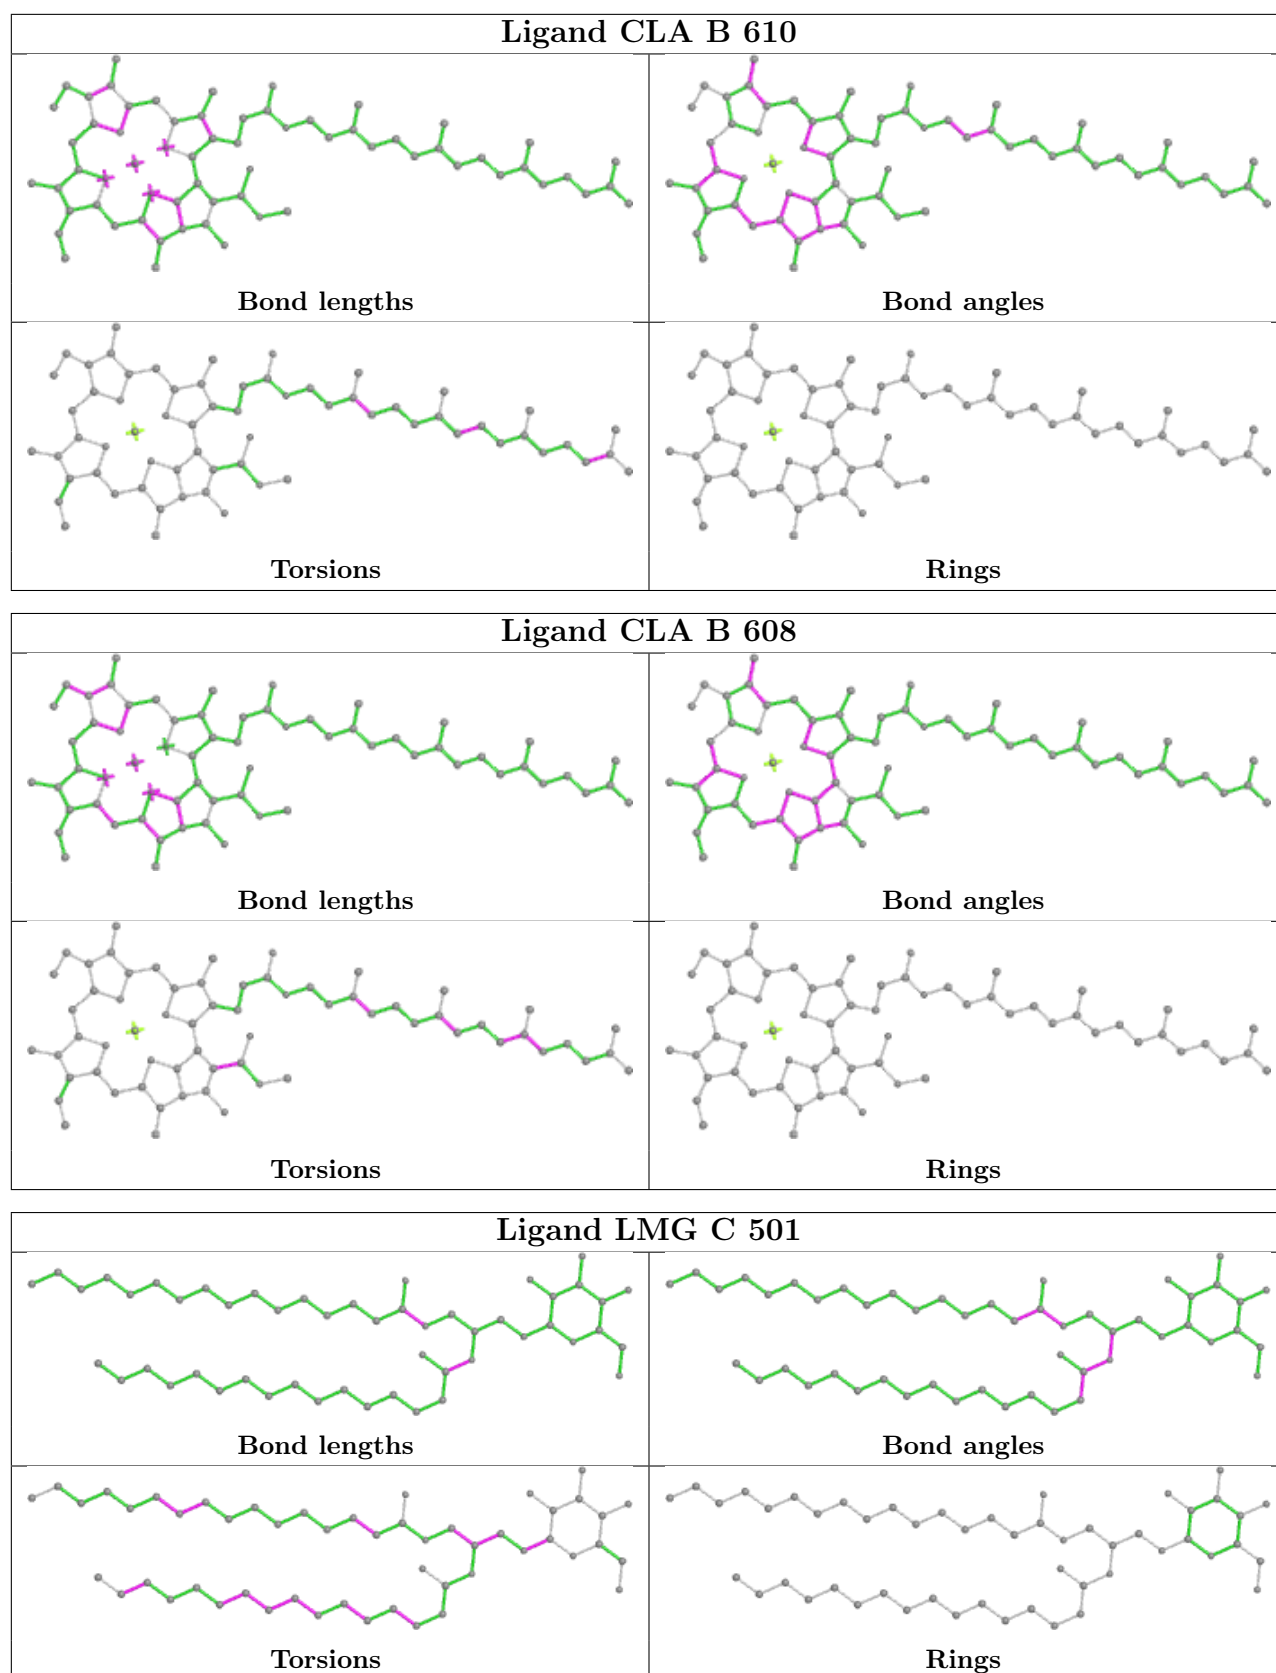 Ligand CLA B 610
Bond lengths
Bond angles
Torsions
Rings
Ligand CLA B 608
Bond lengths
Bond angles
Torsions
Rings
Ligand LMG C 501
Bond lengths
Bond angles
Torsions
Rings